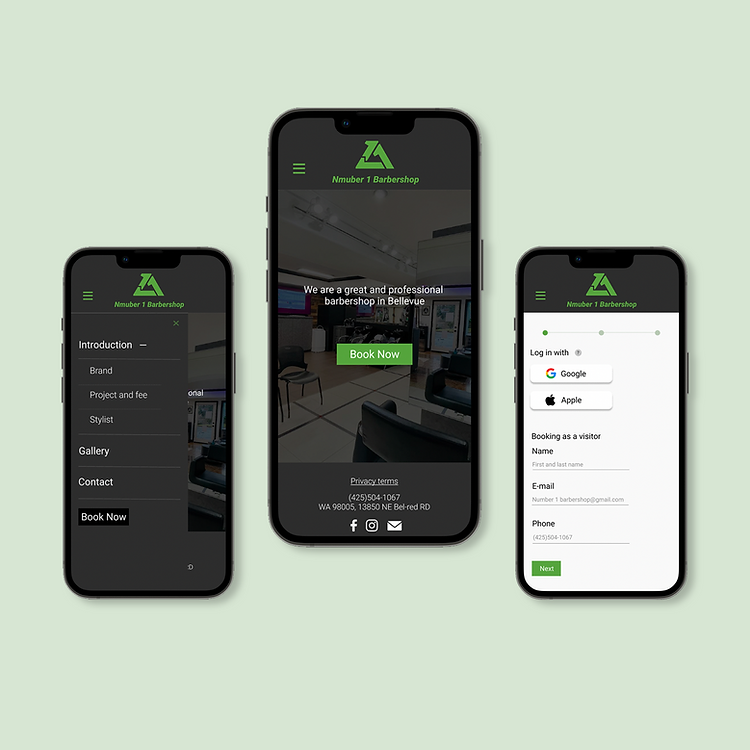 Nmuber 1 Barbershop
Introduction
Brand
Project and fee
Stylist
Gallery
Contact
Book Now
onal
Nmuber 1 Barbershop
We are a great and professional
barbershop in Bellevue
Book Now
Privacy terms
(425)504-1067
WA 98005, 13850 NE Bel-red RD
Nmuber 1 Barbershop
Log in with ?
Google
Apple
Booking as a visitor
Name
First and last name
E-mail
Number 1 barbershop@gmail.com
Phone
(425)504-1067
Next